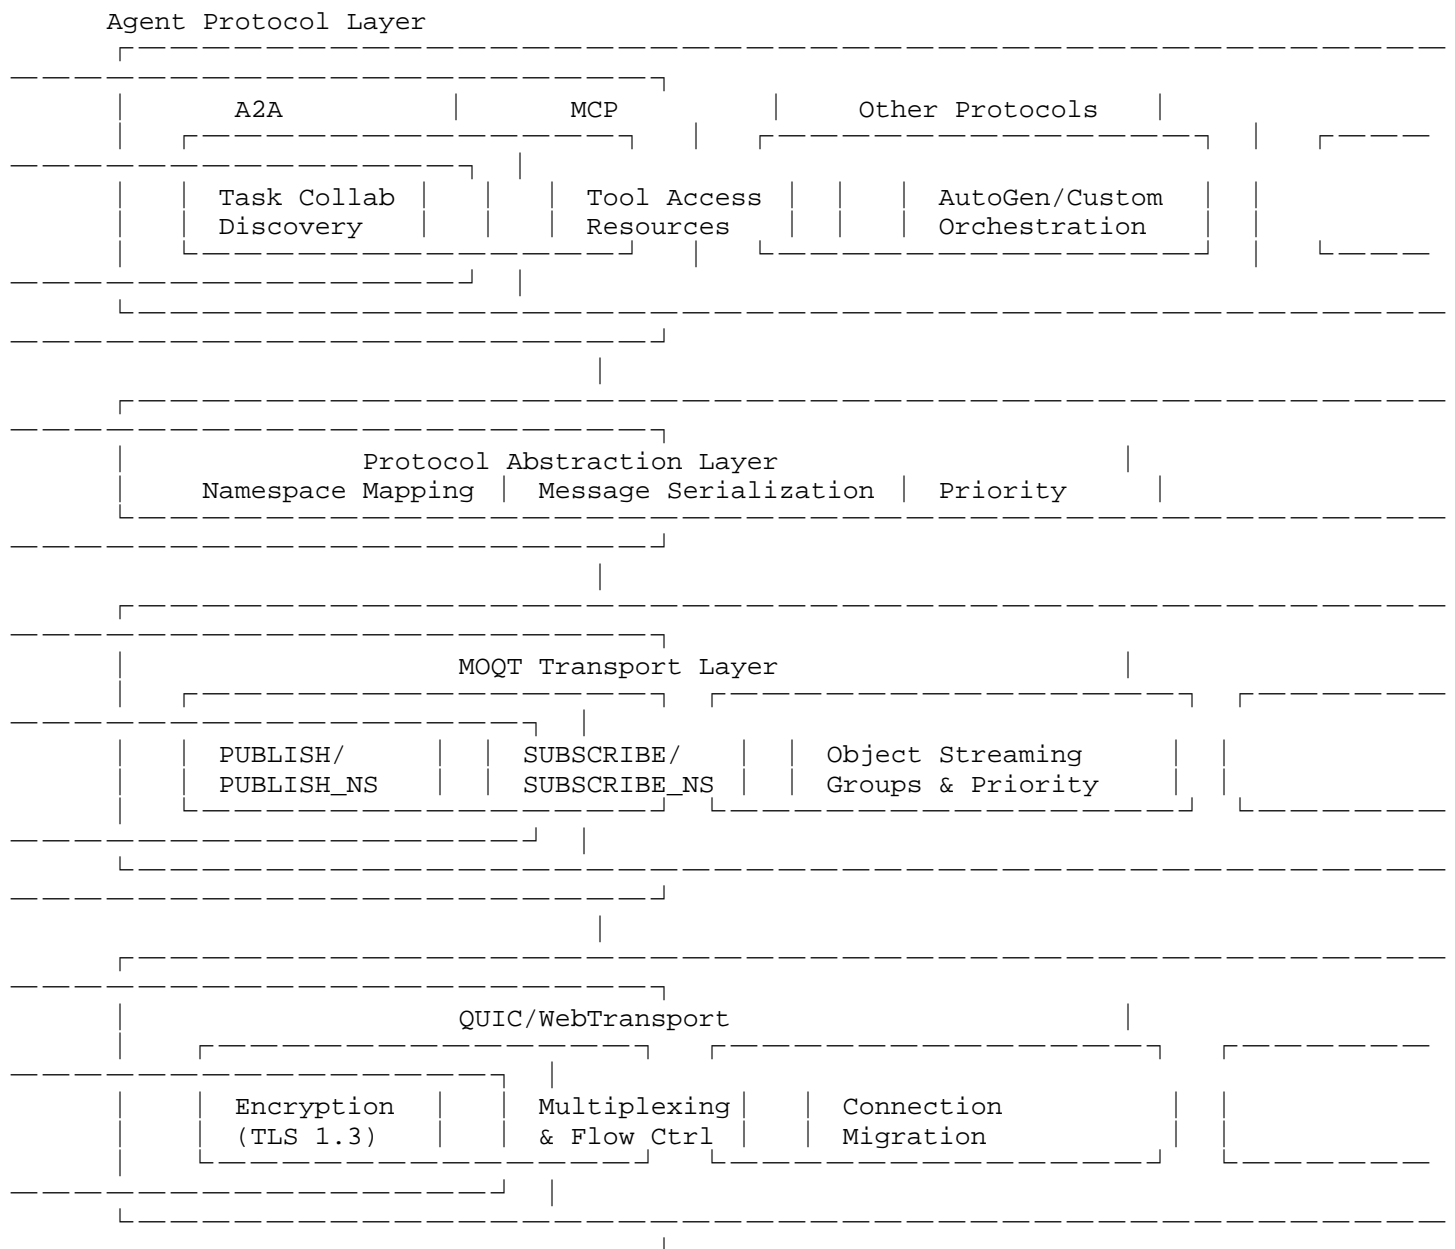 Agent Protocol Layer
A2A | MCP | Other Protocols
Task Collab | Tool Access | AutoGen/Custom
Discovery | Resources | Orchestration
Protocol Abstraction Layer
Namespace Mapping | Message Serialization | Priority
MOQT Transport Layer
PUBLISH/ | SUBSCRIBE/ | Object Streaming
PUBLISH_NS | SUBSCRIBE_NS | Groups & Priority
QUIC/WebTransport
Encryption | Multiplexing | Connection
(TLS 1.3) | & Flow Ctrl | Migration